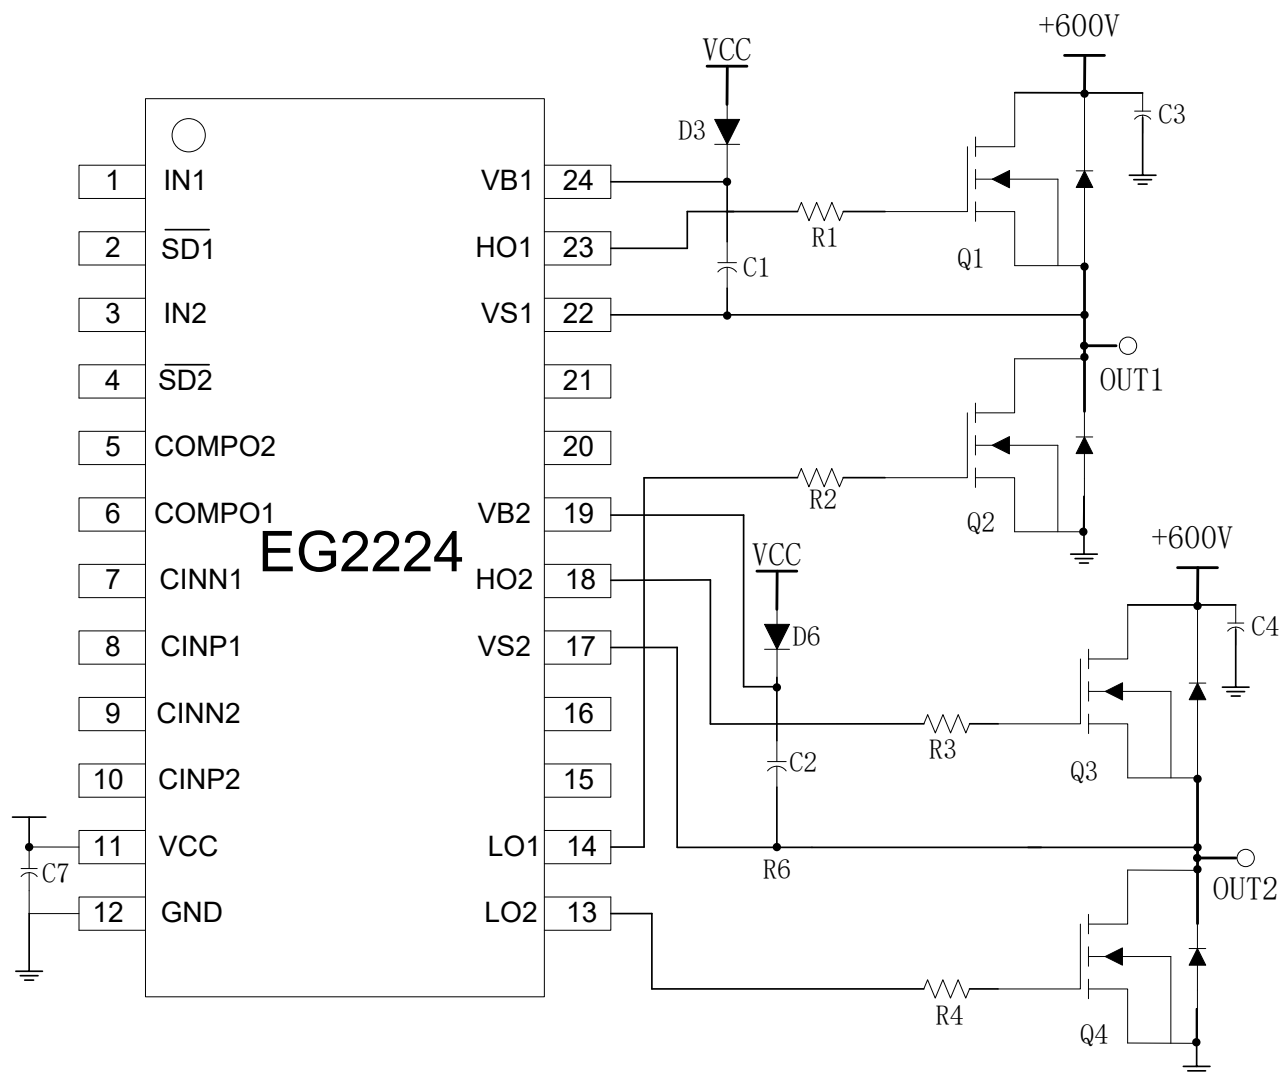 +600V
VCC
C3
D3
1 IN1 VB1 24
R1
2 SD1 HO1 23
Q1
C1
3 IN2 VS1 22
OUT1
4 SD2 21
5 COMPO2 20
R2
6 COMPO1 VB2 19
Q2
EG2224
+600V
VCC
7 CINN1 HO2 18
C4
D6
8 CINP1 VS2 17
9 CINN2 16
R3
C2
Q3
10 CINP2 15
11 VCC LO1 14
C7
R6
OUT2
12 GND LO2 13
R4
Q4